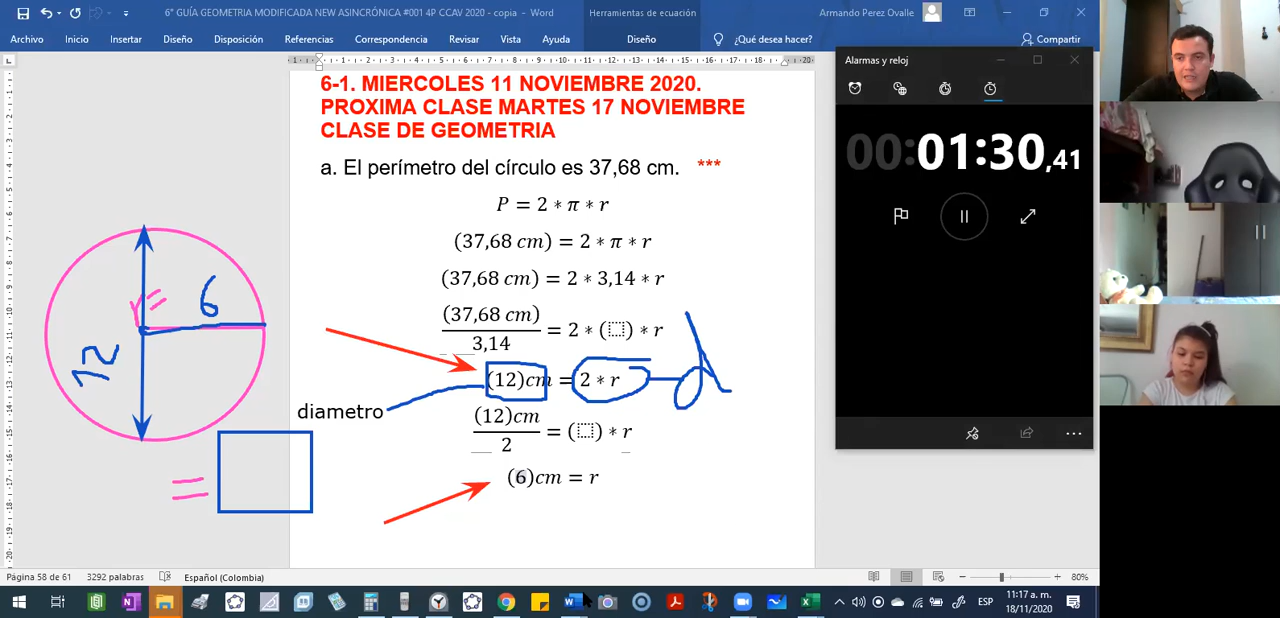 6° GUÍA GEOMETRIA MODIFICADA NEW ASINCRÓNICA #001 4P CCAV 2020 - copia - Word
Herramientas de ecuación
Armando Perez Ovalle
Archivo Inicio Insertar Diseño Disposición Referencias Correspondencia Revisar Vista Ayuda Diseño ¿Qué desea hacer? Compartir
6-1. MIERCOLES 11 NOVIEMBRE 2020.
PROXIMA CLASE MARTES 17 NOVIEMBRE
CLASE DE GEOMETRIA
a. El perímetro del círculo es 37,68 cm. ***
P = 2 * π * r
(37,68 cm) = 2 * π * r
(37,68 cm) = 2 * 3,14 * r
(37,68 cm)
3,14
= 2 * (⬚) * r
(12)cm = 2 * r
d
diametro
(12)cm
2
= (⬚) * r
(6)cm = r
r=
6
12
=
Alarmas y reloj
00:01:30,41
Página 58 de 61 3292 palabras Español (Colombia) 80%
ESP
11:17 a. m.
18/11/2020